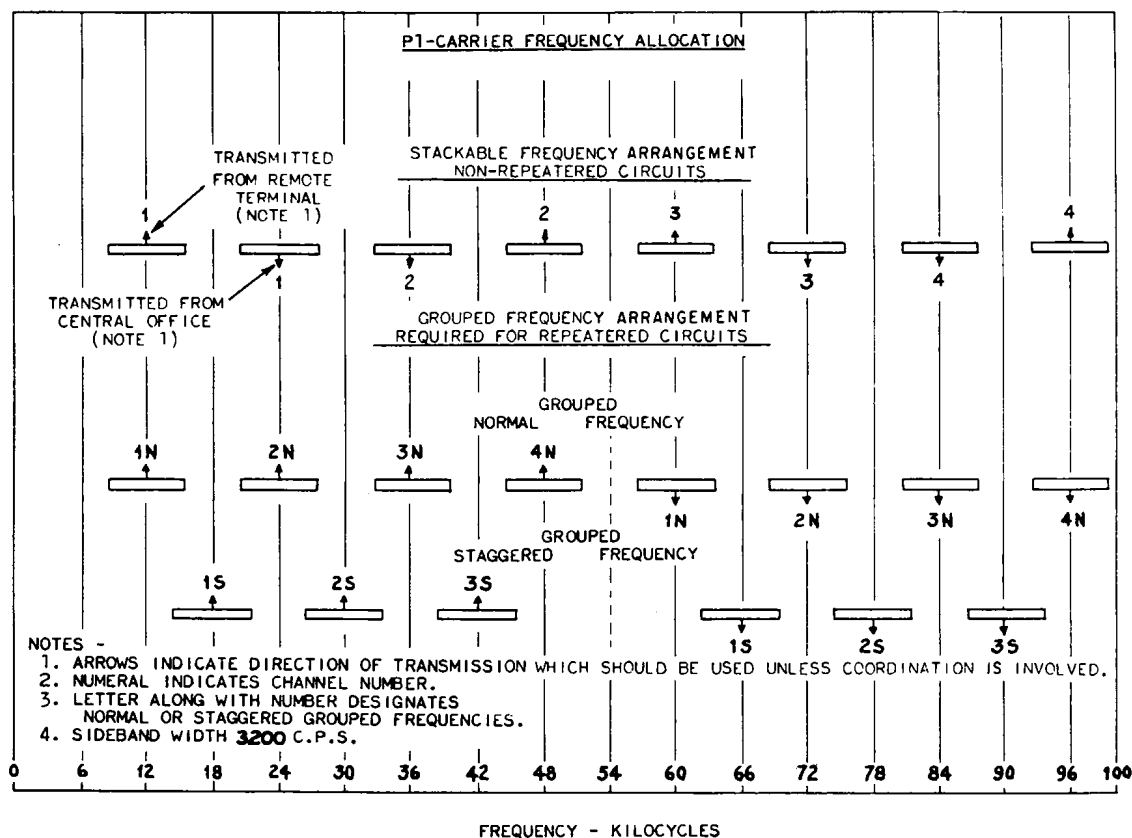 P1-CARRIER FREQUENCY ALLOCATION
STACKABLE FREQUENCY ARRANGEMENT
NON-REPEATERED CIRCUITS
TRANSMITTED
FROM REMOTE
TERMINAL
(NOTE 1)
1
2
3
4
1
2
3
4
TRANSMITTED FROM
CENTRAL OFFICE
(NOTE 1)
GROUPED FREQUENCY ARRANGEMENT
REQUIRED FOR REPEATERED CIRCUITS
GROUPED
NORMAL FREQUENCY
1N 2N 3N 4N
1N 2N 3N 4N
GROUPED
STAGGERED FREQUENCY
1S 2S 3S
1S 2S 3S
NOTES -
1. ARROWS INDICATE DIRECTION OF TRANSMISSION WHICH SHOULD BE USED UNLESS COORDINATION IS INVOLVED.
2. NUMERAL INDICATES CHANNEL NUMBER.
3. LETTER ALONG WITH NUMBER DESIGNATES
NORMAL OR STAGGERED GROUPED FREQUENCIES.
4. SIDEBAND WIDTH 3200 C.P.S.
0 6 12 18 24 30 36 42 48 54 60 66 72 78 84 90 96 100
FREQUENCY - KILOCYCLES